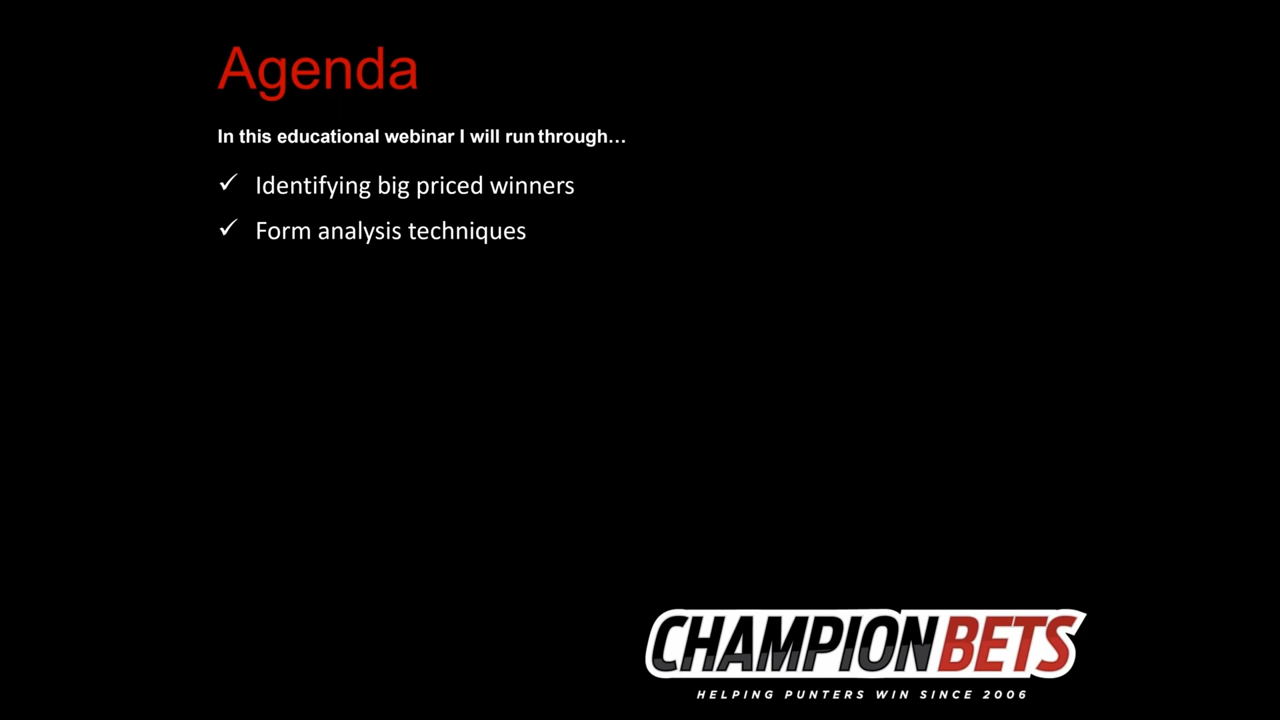 Agenda
In this educational webinar I will run through...
Identifying big priced winners
Form analysis techniques
CHAMPIONBETS
HELPING PUNTERS WIN SINCE 2006